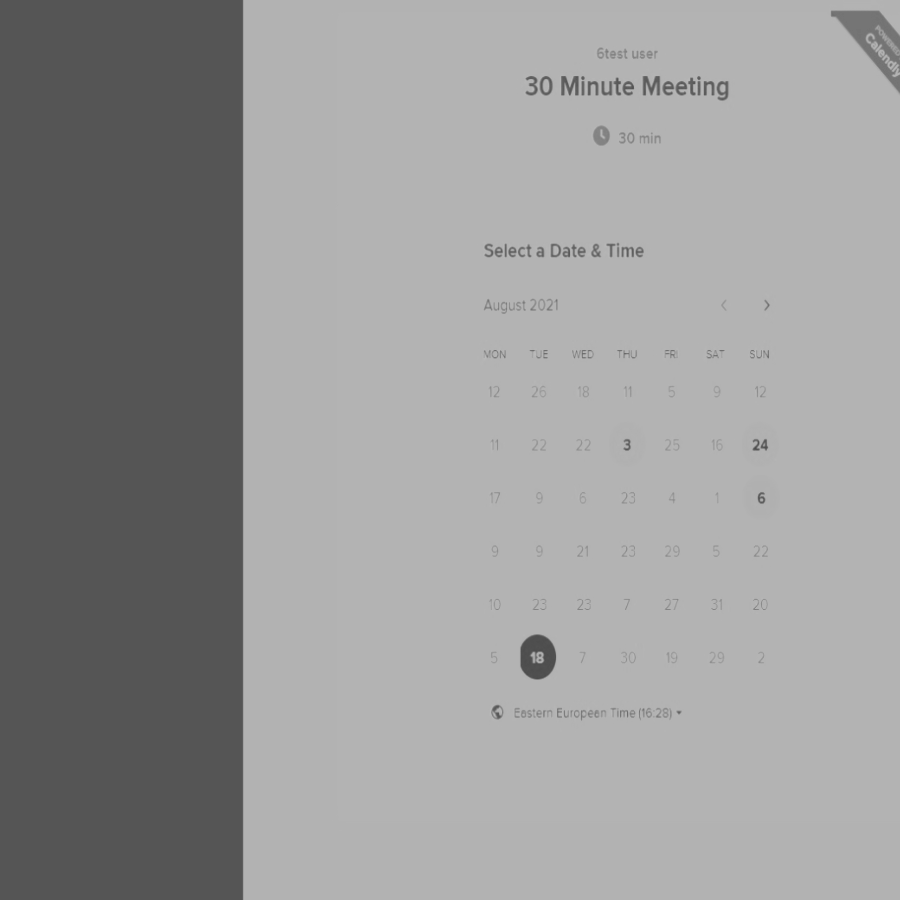 6test user
30 Minute Meeting
30 min
POWERED
Calendly
Select a Date & Time
August 2021
MON TUE WED THU FRI SAT SUN
12 26 18 11 5 9 12
11 22 22 3 25 16 24
17 9 6 23 4 1 6
9 9 21 23 29 5 22
10 23 23 7 27 31 20
5 18 7 30 19 29 2
Eastern European Time (16:28)